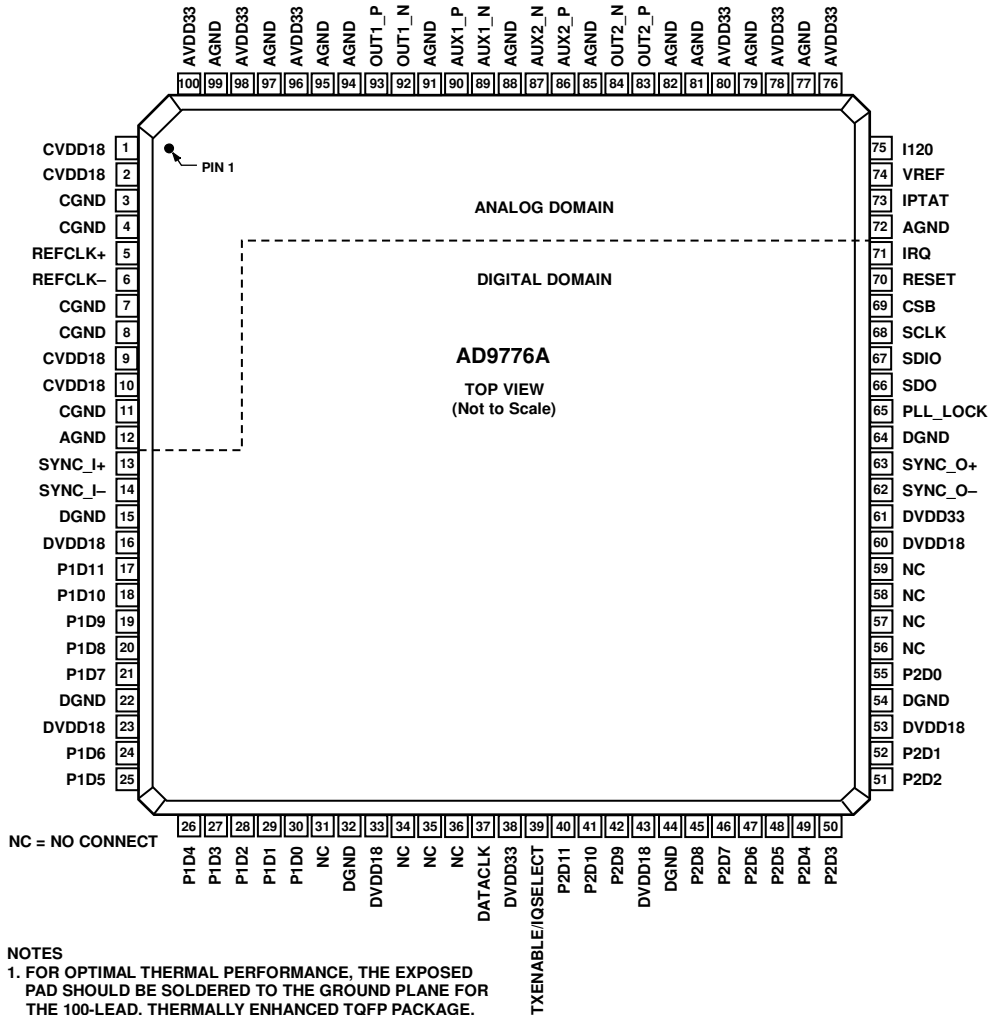 AVDD33 AGND AVDD33 AGND AVDD33 AGND AGND OUT1_P OUT1_N AGND AUX1_P AUX1_N AGND AUX2_N AUX2_P AGND OUT2_N OUT2_P AGND AGND AVDD33 AGND AVDD33 AGND AVDD33
100 99 98 97 96 95 94 93 92 91 90 89 88 87 86 85 84 83 82 81 80 79 78 77 76
CVDD18 1
CVDD18 2
CGND 3
CGND 4
REFCLK+ 5
REFCLK– 6
CGND 7
CGND 8
CVDD18 9
CVDD18 10
CGND 11
AGND 12
SYNC_I+ 13
SYNC_I– 14
DGND 15
DVDD18 16
P1D11 17
P1D10 18
P1D9 19
P1D8 20
P1D7 21
DGND 22
DVDD18 23
P1D6 24
P1D5 25
PIN 1
ANALOG DOMAIN
DIGITAL DOMAIN
AD9776A
TOP VIEW
(Not to Scale)
75 I120
74 VREF
73 IPTAT
72 AGND
71 IRQ
70 RESET
69 CSB
68 SCLK
67 SDIO
66 SDO
65 PLL_LOCK
64 DGND
63 SYNC_O+
62 SYNC_O–
61 DVDD33
60 DVDD18
59 NC
58 NC
57 NC
56 NC
55 P2D0
54 DGND
53 DVDD18
52 P2D1
51 P2D2
26 27 28 29 30 31 32 33 34 35 36 37 38 39 40 41 42 43 44 45 46 47 48 49 50
P1D4 P1D3 P1D2 P1D1 P1D0 NC DGND DVDD18 NC NC NC DATACLK DVDD33 TXENABLE/IQSELECT P2D11 P2D10 P2D9 DVDD18 DGND P2D8 P2D7 P2D6 P2D5 P2D4 P2D3
NC = NO CONNECT
NOTES
1. FOR OPTIMAL THERMAL PERFORMANCE, THE EXPOSED
PAD SHOULD BE SOLDERED TO THE GROUND PLANE FOR
THE 100-LEAD, THERMALLY ENHANCED TQFP PACKAGE.